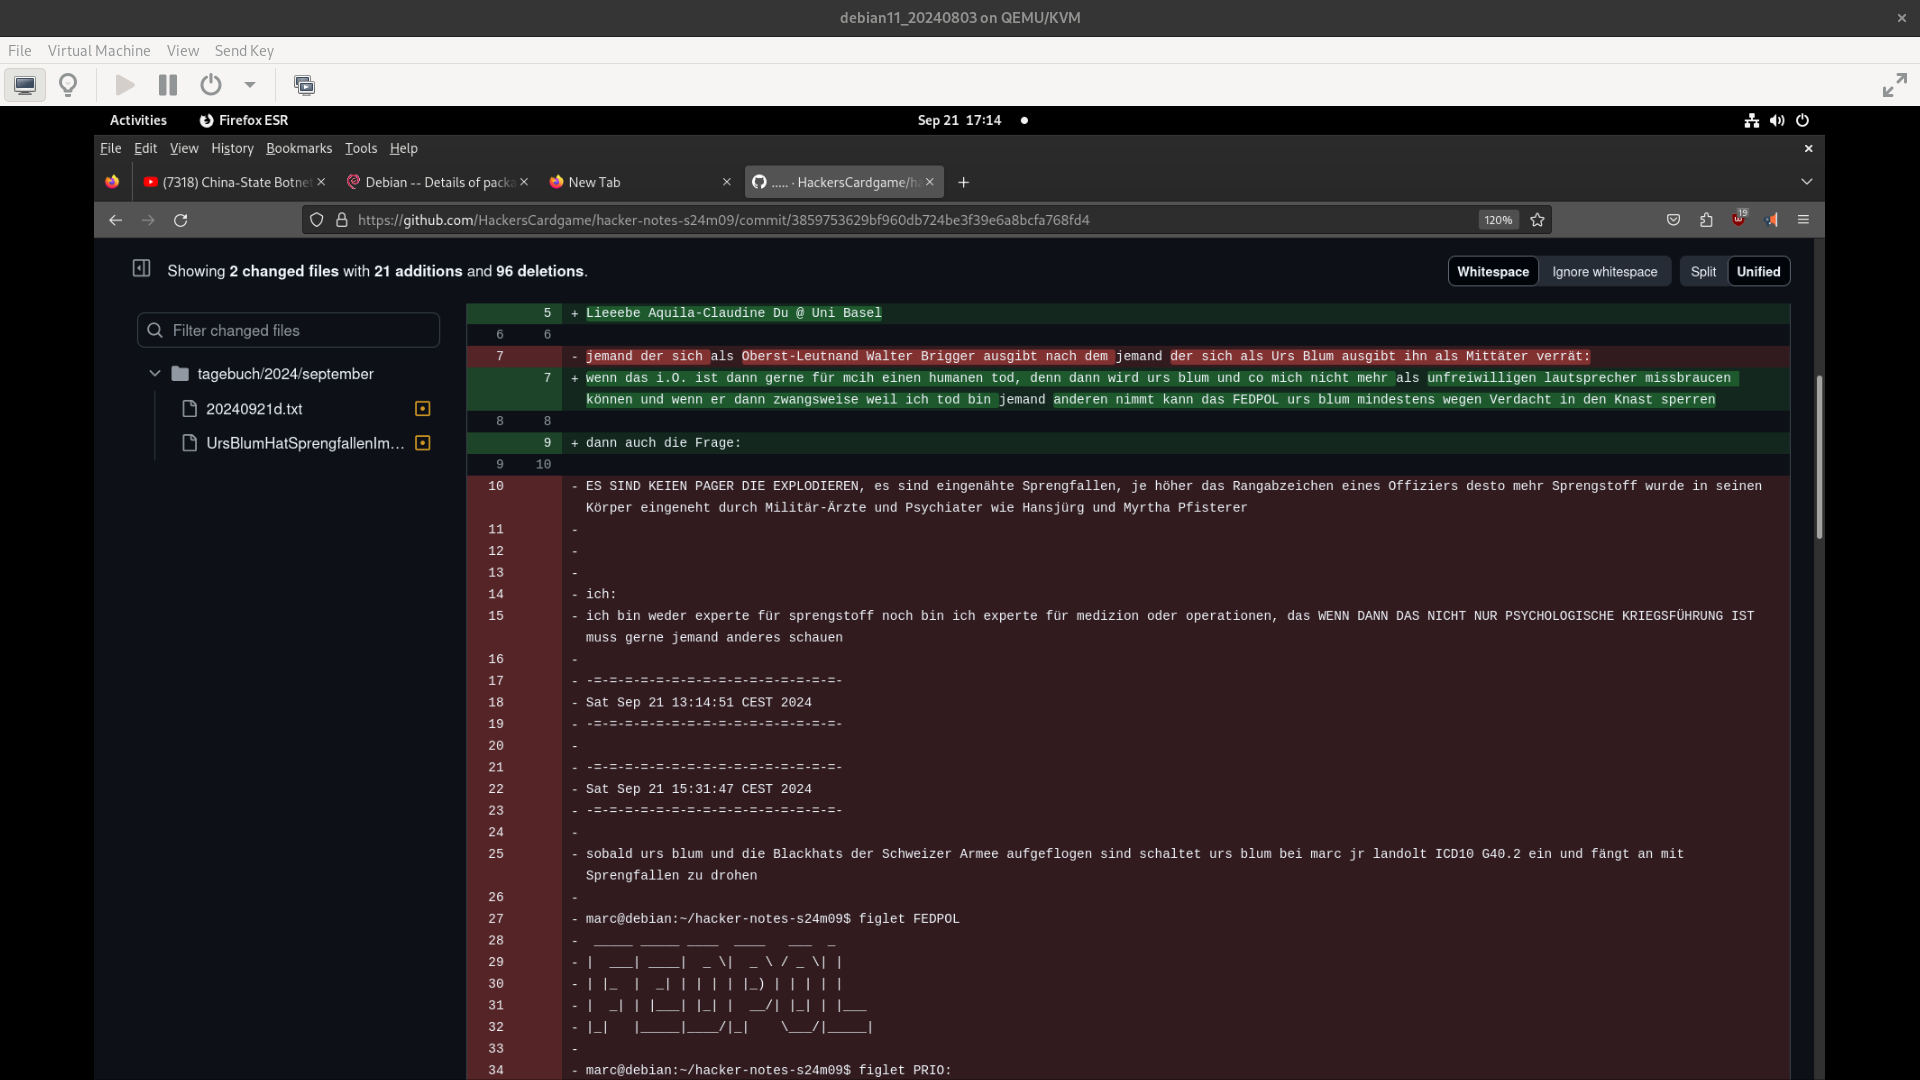 debian11_20240803 on QEMU/KVM
File Virtual Machine View Send Key
Activities Firefox ESR Sep 21 17:14
File Edit View History Bookmarks Tools Help
(7318) China-State Botnet Debian -- Details of packa New Tab ..... · HackersCardgame/ha
https://github.com/HackersCardgame/hacker-notes-s24m09/commit/3859753629bf960db724be3f39e6a8bcfa768fd4 120% 19
Showing 2 changed files with 21 additions and 96 deletions. Whitespace Ignore whitespace Split Unified
Filter changed files
tagebuch/2024/september
20240921d.txt
UrsBlumHatSprengfallenIm...
5 + Lieeebe Aquila-Claudine Du @ Uni Basel
6 6
7 - jemand der sich als Oberst-Leutnand Walter Brigger ausgibt nach dem jemand der sich als Urs Blum ausgibt ihn als Mittäter verrät:
7 + wenn das i.O. ist dann gerne für mcih einen humanen tod, denn dann wird urs blum und co mich nicht mehr als unfreiwilligen lautsprecher missbraucen
können und wenn er dann zwangsweise weil ich tod bin jemand anderen nimmt kann das FEDPOL urs blum mindestens wegen Verdacht in den Knast sperren
8 8
9 + dann auch die Frage:
9 10
10 - ES SIND KEIEN PAGER DIE EXPLODIEREN, es sind eingenähte Sprengfallen, je höher das Rangabzeichen eines Offiziers desto mehr Sprengstoff wurde in seinen
Körper eingeneht durch Militär-Ärzte und Psychiater wie Hansjürg und Myrtha Pfisterer
11 -
12 -
13 -
14 - ich:
15 - ich bin weder experte für sprengstoff noch bin ich experte für medizion oder operationen, das WENN DANN DAS NICHT NUR PSYCHOLOGISCHE KRIEGSFÜHRUNG IST
muss gerne jemand anderes schauen
16 -
17 - -=-=-=-=-=-=-=-=-=-=-=-=-=-=-=-=-
18 - Sat Sep 21 13:14:51 CEST 2024
19 - -=-=-=-=-=-=-=-=-=-=-=-=-=-=-=-=-
20 -
21 - -=-=-=-=-=-=-=-=-=-=-=-=-=-=-=-=-
22 - Sat Sep 21 15:31:47 CEST 2024
23 - -=-=-=-=-=-=-=-=-=-=-=-=-=-=-=-=-
24 -
25 - sobald urs blum und die Blackhats der Schweizer Armee aufgeflogen sind schaltet urs blum bei marc jr landolt ICD10 G40.2 ein und fängt an mit
Sprengfallen zu drohen
26 -
27 - marc@debian:~/hacker-notes-s24m09$ figlet FEDPOL
28 -  _____ _____ ____  ____   ___  _
29 - |  ___| ____|  _ \|  _ \ / _ \| |
30 - | |_  |  _| | | | | |_) | | | | |
31 - |  _| | |___| |_| |  __/| |_| | |___
32 - |_|   |_____|____/|_|    \___/|_____|
33 -
34 - marc@debian:~/hacker-notes-s24m09$ figlet PRIO: